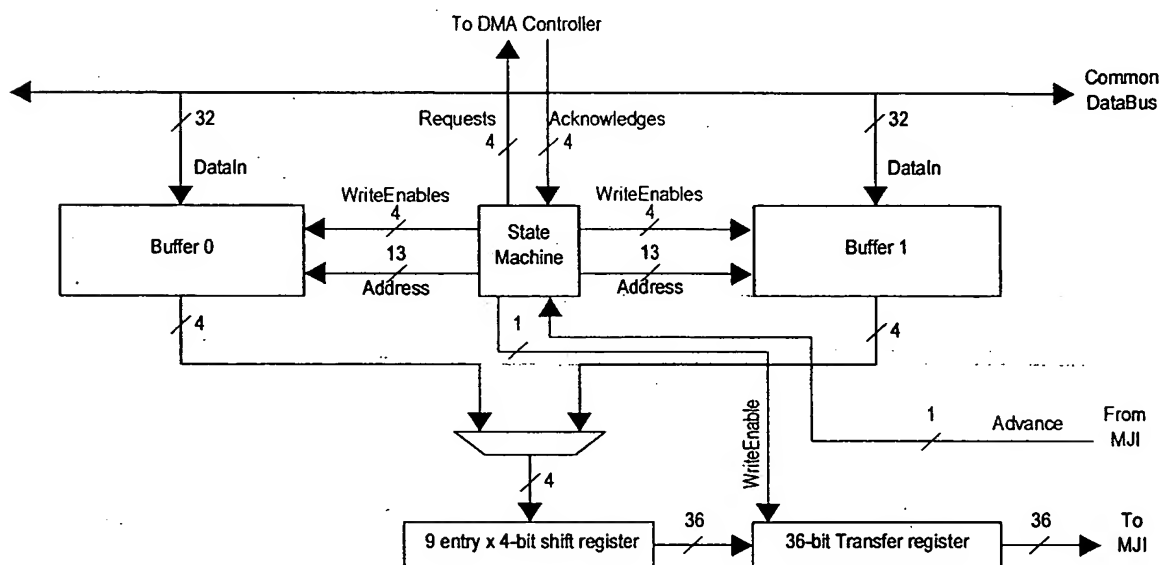 To DMA Controller
Common
DataBus
32
Requests
4
Acknowledges
4
32
DataIn
DataIn
WriteEnables
4
WriteEnables
4
Buffer 0
State
Machine
Buffer 1
13
Address
13
Address
4
1
4
WriteEnable
1
Advance
From
MJI
4
9 entry x 4-bit shift register
36
36-bit Transfer register
36
To
MJI